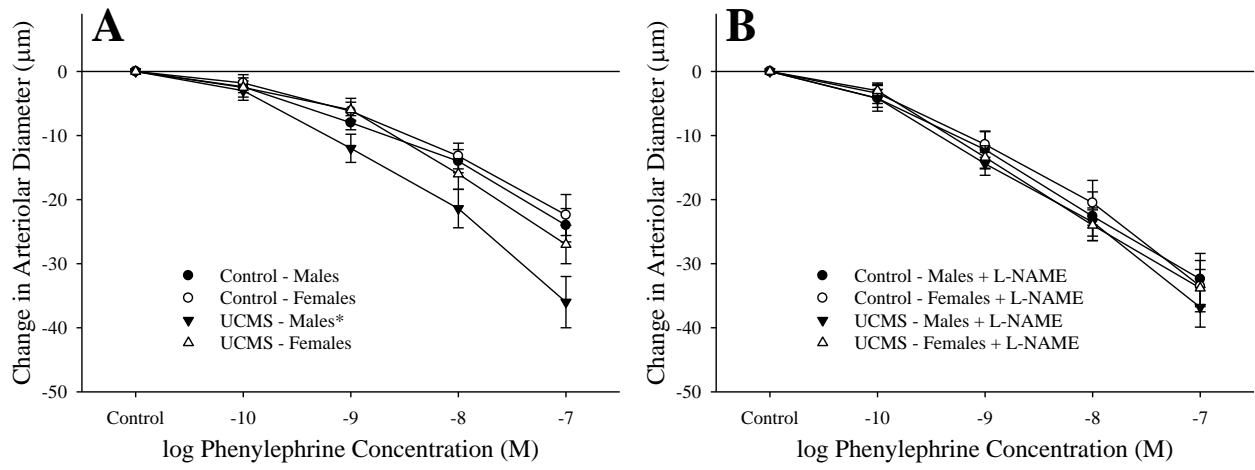 A
Change in Arteriolar Diameter (µm)
0
-10
-20
-30
-40
-50
Control - Males
Control - Females
UCMS - Males*
UCMS - Females
Control
-10
-9
-8
-7
log Phenylephrine Concentration (M)
B
Change in Arteriolar Diameter (µm)
0
-10
-20
-30
-40
-50
Control - Males + L-NAME
Control - Females + L-NAME
UCMS - Males + L-NAME
UCMS - Females + L-NAME
Control
-10
-9
-8
-7
log Phenylephrine Concentration (M)